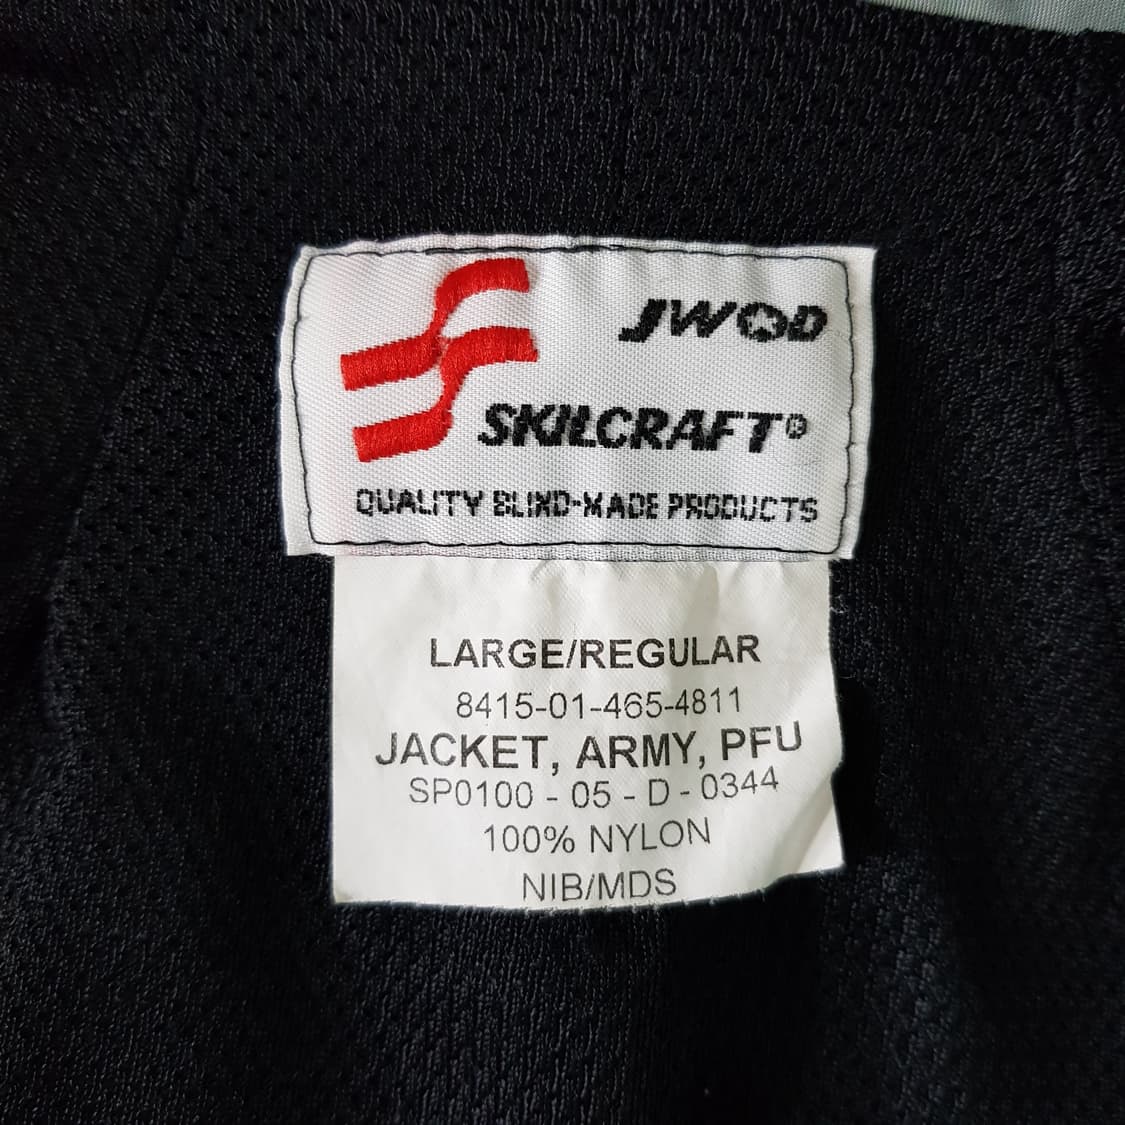 JWOD
SKILCRAFT®
QUALITY BLIND-MADE PRODUCTS
LARGE/REGULAR
8415-01-465-4811
JACKET, ARMY, PFU
SP0100 - 05 - D - 0344
100% NYLON
NIB/MDS